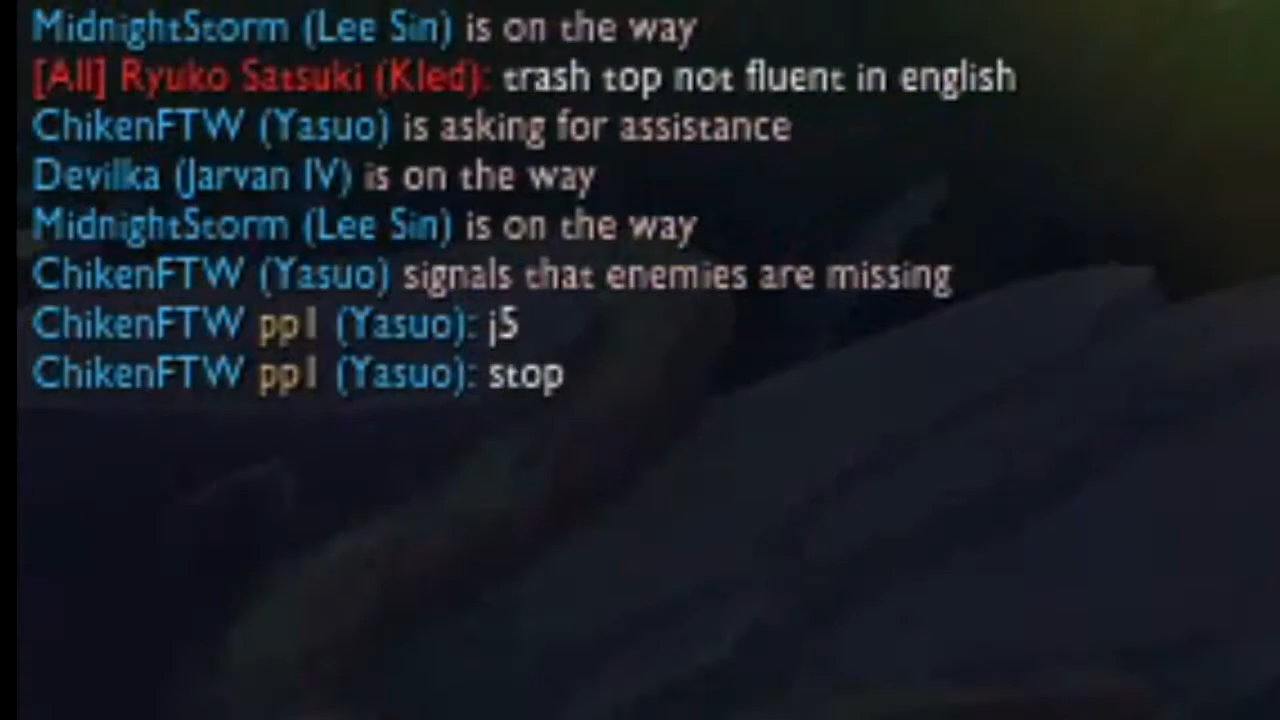 MidnightStorm (Lee Sin) is on the way
[All] Ryuko Satsuki (Kled): trash top not fluent in english
ChikenFTW (Yasuo) is asking for assistance
Devilka (Jarvan IV) is on the way
MidnightStorm (Lee Sin) is on the way
ChikenFTW (Yasuo) signals that enemies are missing
ChikenFTW pp1 (Yasuo): j5
ChikenFTW pp1 (Yasuo): stop